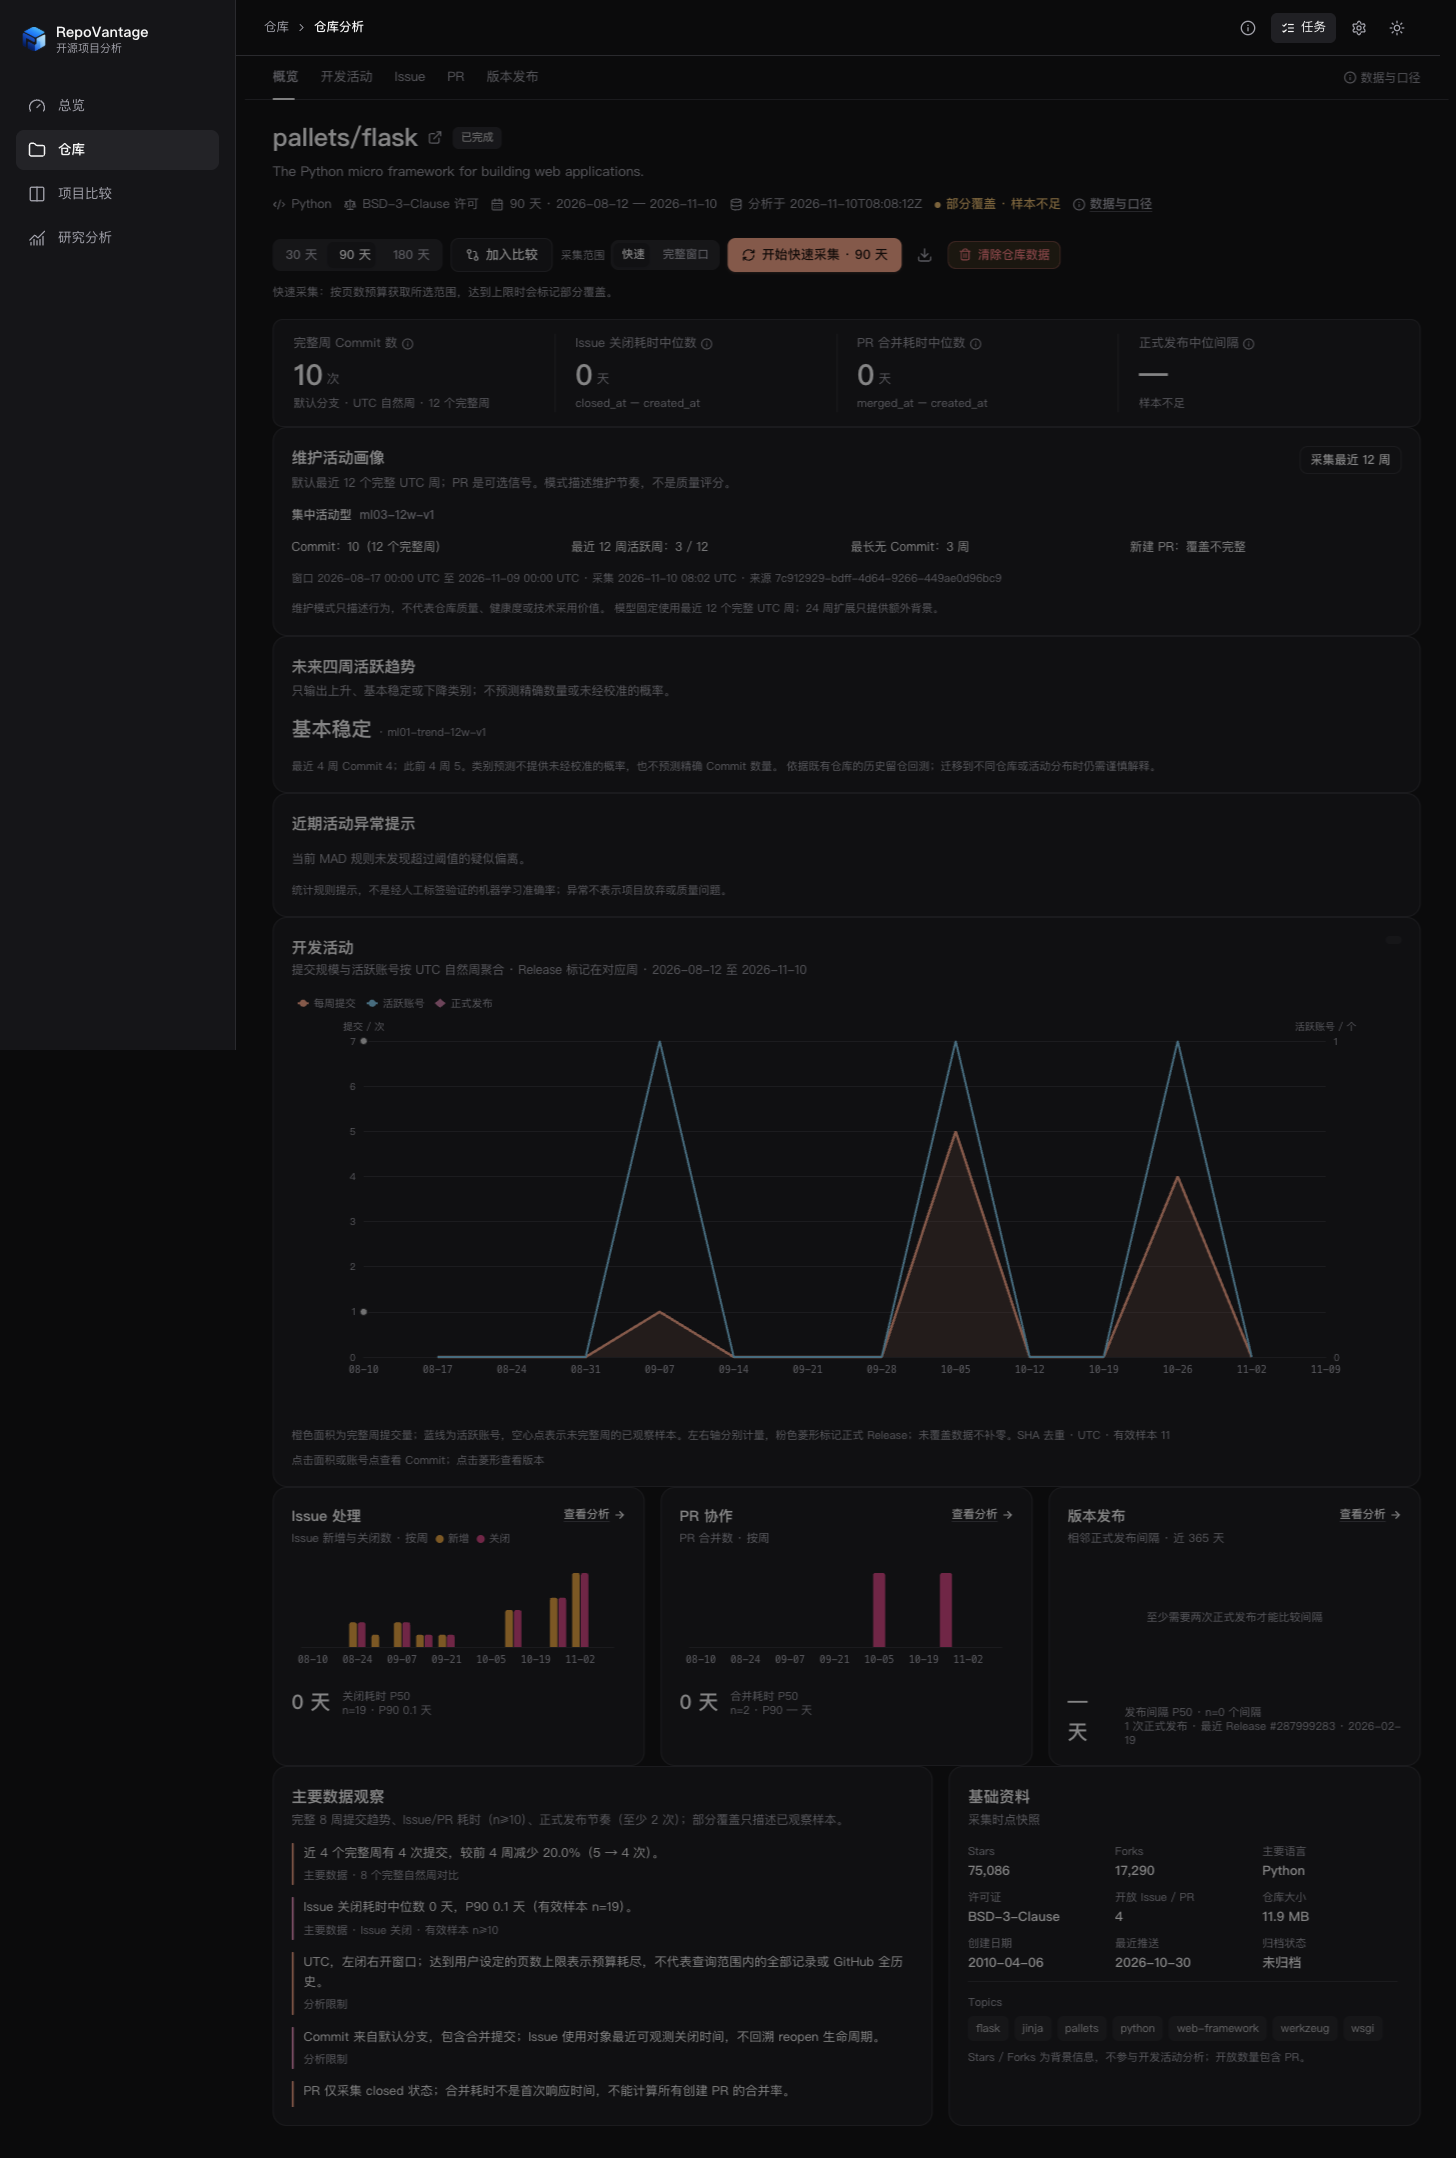 RepoVantage
开源项目分析
总览
仓库
项目比较
研究分析
仓库 › 仓库分析
任务
概览 开发活动 Issue PR 版本发布 数据与口径
pallets/flask 已完成
The Python micro framework for building web applications.
Python BSD-3-Clause 许可 90 天 · 2026-08-12 — 2026-11-10 分析于 2026-11-10T08:08:12Z 部分覆盖 · 样本不足 数据与口径
30 天 90 天 180 天 加入比较 采集范围 快速 完整窗口 开始快速采集 · 90 天 清除仓库数据
快速采集：按页数预算获取所选范围，达到上限时会标记部分覆盖。
完整周 Commit 数
10 次
默认分支 · UTC 自然周 · 12 个完整周
Issue 关闭耗时中位数
0 天
closed_at − created_at
PR 合并耗时中位数
0 天
merged_at − created_at
正式发布中位间隔
—
样本不足
维护活动画像
采集最近 12 周
默认最近 12 个完整 UTC 周；PR 是可选信号。模式描述维护节奏，不是质量评分。
集中活动型 ml03-12w-v1
Commit：10（12 个完整周） 最近 12 周活跃周：3 / 12 最长无 Commit：3 周 新建 PR：覆盖不完整
窗口 2026-08-17 00:00 UTC 至 2026-11-09 00:00 UTC · 采集 2026-11-10 08:02 UTC · 来源 7c912929-bdff-4d64-9266-449ae0d96bc9
维护模式只描述行为，不代表仓库质量、健康度或技术采用价值。 模型固定使用最近 12 个完整 UTC 周；24 周扩展只提供额外背景。
未来四周活跃趋势
只输出上升、基本稳定或下降类别；不预测精确数量或未经校准的概率。
基本稳定 · ml01-trend-12w-v1
最近 4 周 Commit 4；此前 4 周 5。类别预测不提供未经校准的概率，也不预测精确 Commit 数量。 依据既有仓库的历史留仓回测；迁移到不同仓库或活动分布时仍需谨慎解释。
近期活动异常提示
当前 MAD 规则未发现超过阈值的疑似偏离。
统计规则提示，不是经人工标签验证的机器学习准确率；异常不表示项目放弃或质量问题。
开发活动
提交规模与活跃账号按 UTC 自然周聚合 · Release 标记在对应周 · 2026-08-12 至 2026-11-10
每周提交 活跃账号 正式发布
提交 / 次 活跃账号 / 个
7 1
6
5
4
3
2
1
0 0
08-10 08-17 08-24 08-31 09-07 09-14 09-21 09-28 10-05 10-12 10-19 10-26 11-02 11-09
橙色面积为完整周提交量；蓝线为活跃账号，空心点表示未完整周的已观察样本。左右轴分别计量，粉色菱形标记正式 Release；未覆盖数据不补零。SHA 去重 · UTC · 有效样本 11
点击面积或账号点查看 Commit；点击菱形查看版本
Issue 处理 查看分析 →
Issue 新增与关闭数 · 按周 新增 关闭
08-10 08-24 09-07 09-21 10-05 10-19 11-02
0 天
关闭耗时 P50
n=19 · P90 0.1 天
PR 协作 查看分析 →
PR 合并数 · 按周
08-10 08-24 09-07 09-21 10-05 10-19 11-02
0 天
合并耗时 P50
n=2 · P90 — 天
版本发布 查看分析 →
相邻正式发布间隔 · 近 365 天
至少需要两次正式发布才能比较间隔
—
天
发布间隔 P50 · n=0 个间隔
1 次正式发布 · 最近 Release #287999283 · 2026-02-
19
主要数据观察
完整 8 周提交趋势、Issue/PR 耗时（n≥10）、正式发布节奏（至少 2 次）；部分覆盖只描述已观察样本。
近 4 个完整周有 4 次提交，较前 4 周减少 20.0%（5 → 4 次）。
主要数据 · 8 个完整自然周对比
Issue 关闭耗时中位数 0 天，P90 0.1 天（有效样本 n=19）。
主要数据 · Issue 关闭 · 有效样本 n≥10
UTC，左闭右开窗口；达到用户设定的页数上限表示预算耗尽，不代表查询范围内的全部记录或 GitHub 全历
史。
分析限制
Commit 来自默认分支，包含合并提交；Issue 使用对象最近可观测关闭时间，不回溯 reopen 生命周期。
分析限制
PR 仅采集 closed 状态；合并耗时不是首次响应时间，不能计算所有创建 PR 的合并率。
基础资料
采集时点快照
Stars Forks 主要语言
75,086 17,290 Python
许可证 开放 Issue / PR 仓库大小
BSD-3-Clause 4 11.9 MB
创建日期 最近推送 归档状态
2010-04-06 2026-10-30 未归档
Topics
flask jinja pallets python web-framework werkzeug wsgi
Stars / Forks 为背景信息，不参与开发活动分析；开放数量包含 PR。